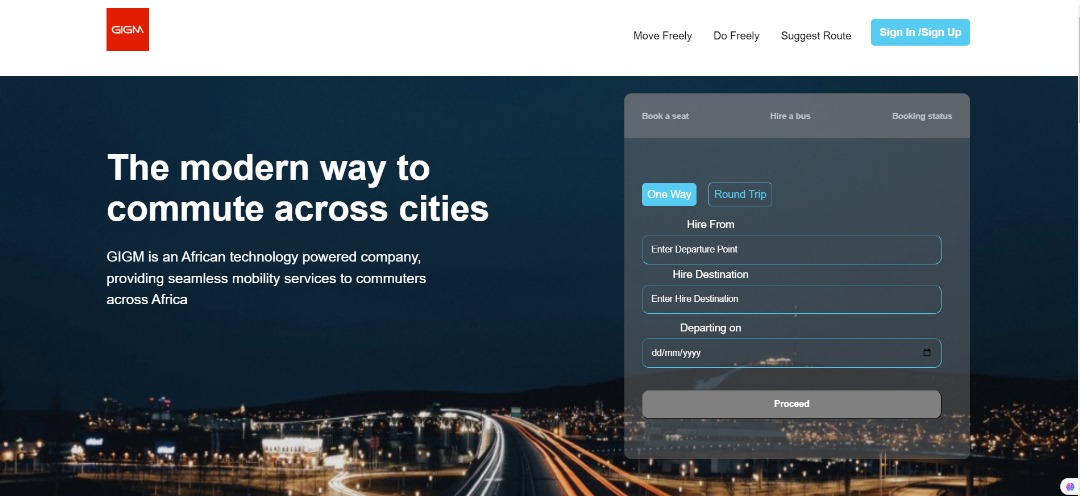 GIGM
Move Freely
Do Freely
Suggest Route
Sign In /Sign Up
The modern way to
commute across cities
GIGM is an African technology powered company,
providing seamless mobility services to commuters
across Africa
Book a seat
Hire a bus
Booking status
One Way
Round Trip
Hire From
Enter Departure Point
Hire Destination
Enter Hire Destination
Departing on
dd/mm/yyyy
Proceed